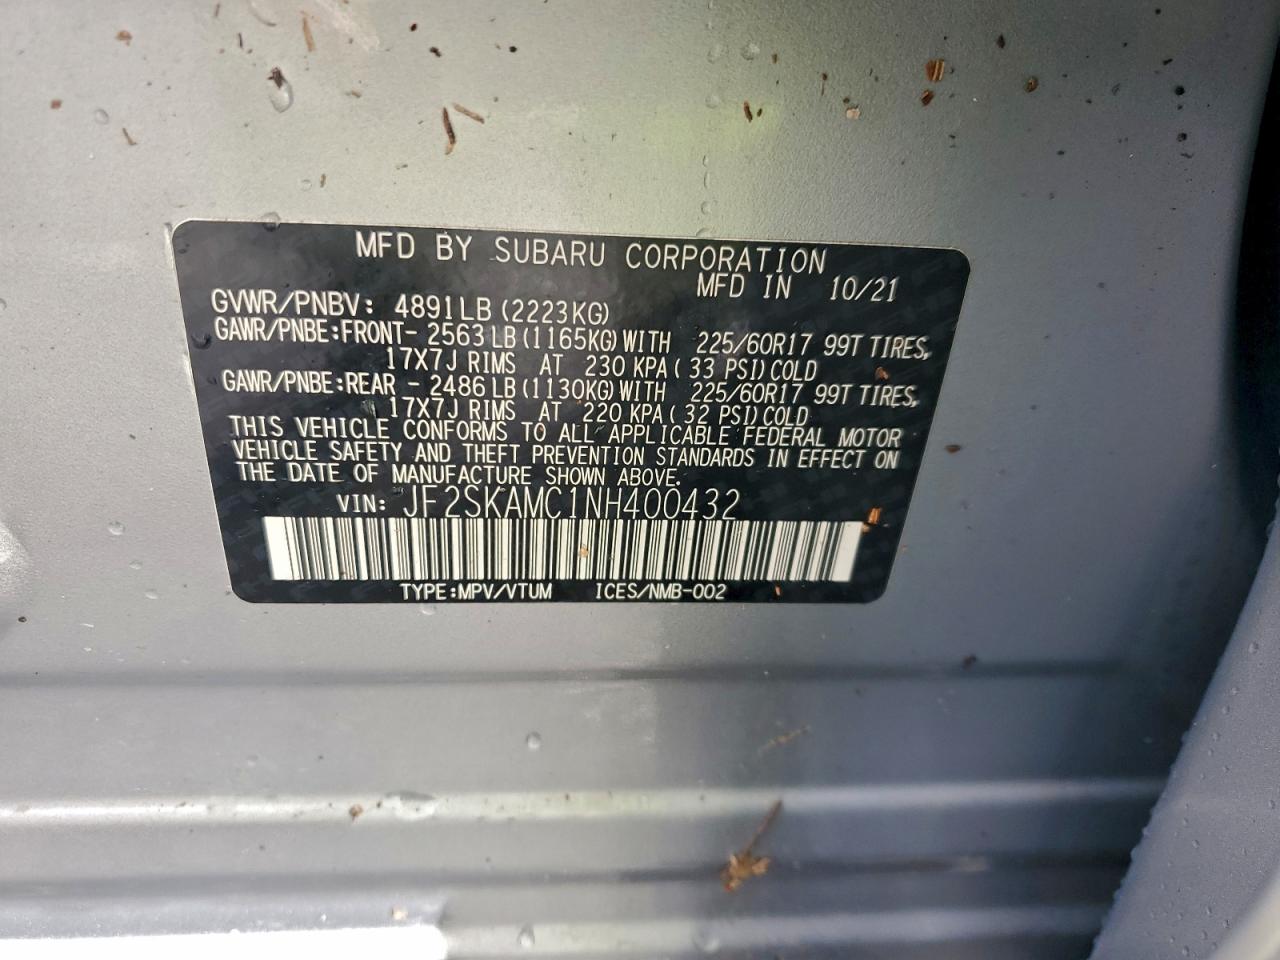 MFD BY SUBARU CORPORATION
MFD IN 10/21
GVWR/PNBV: 4891LB (2223KG)
GAWR/PNBE:FRONT- 2563LB (1165KG) WITH 225/60R17 99T TIRES,
17X7J RIMS AT 230 KPA ( 33 PSI) COLD
GAWR/PNBE:REAR - 2486LB (1130KG) WITH 225/60R17 99T TIRES,
17X7J RIMS AT 220 KPA ( 32 PSI) COLD
THIS VEHICLE CONFORMS TO ALL APPLICABLE FEDERAL MOTOR
VEHICLE SAFETY AND THEFT PREVENTION STANDARDS IN EFFECT ON
THE DATE OF MANUFACTURE SHOWN ABOVE.
VIN: JF2SKAMC1NH400432
TYPE:MPV/VTUM ICES/NMB-002